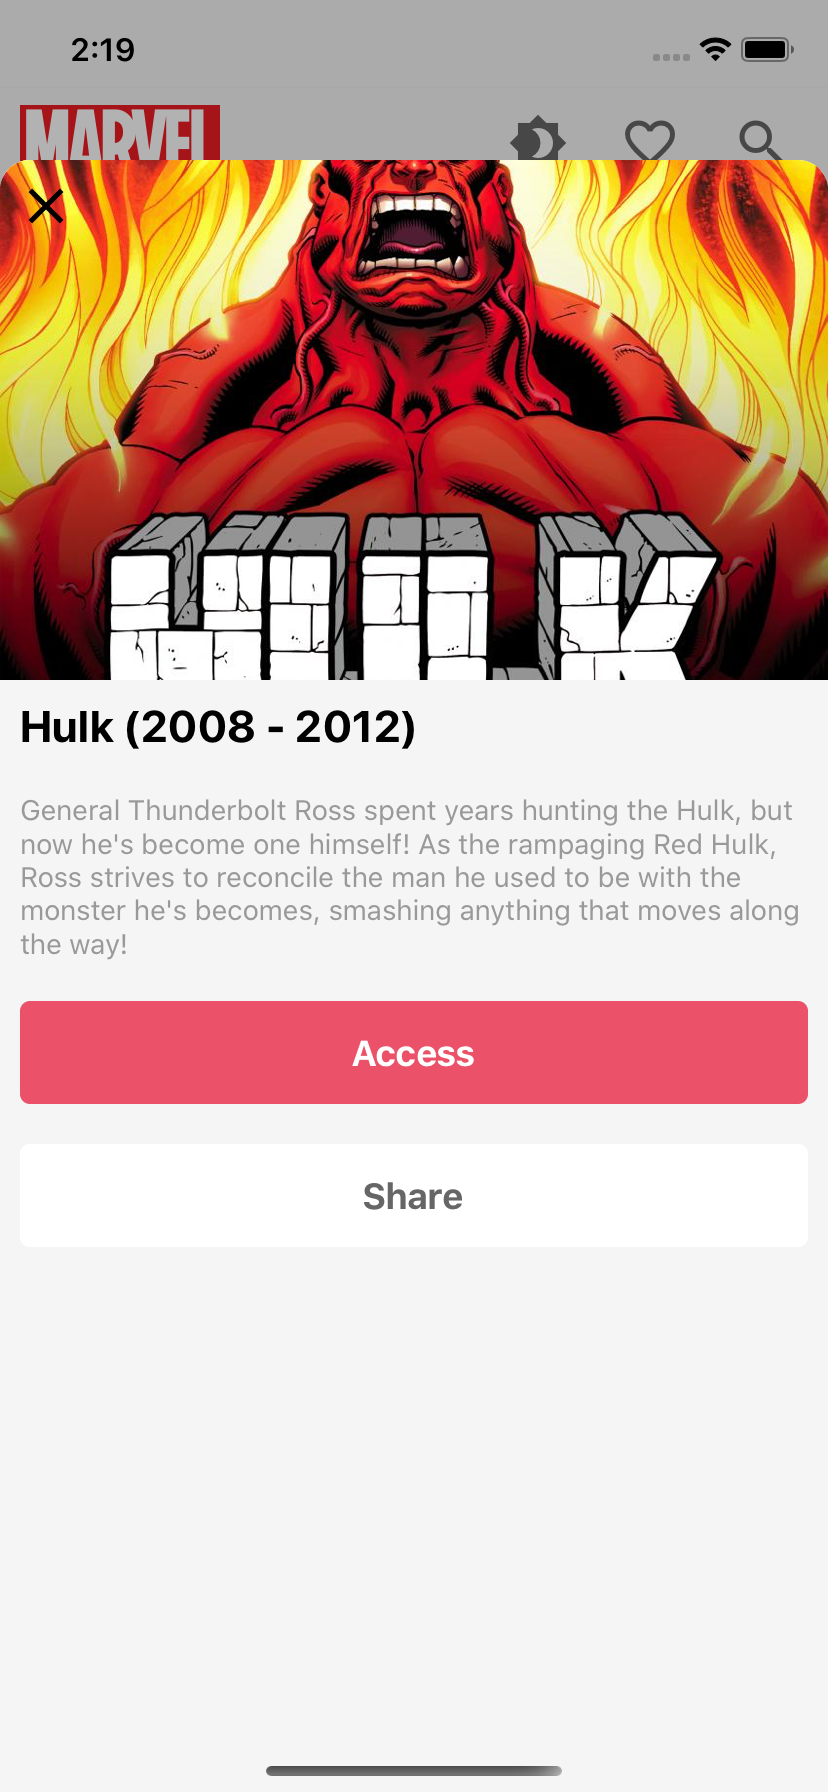 2:19
MARVEL
HULK
Hulk (2008 - 2012)
General Thunderbolt Ross spent years hunting the Hulk, but
now he's become one himself! As the rampaging Red Hulk,
Ross strives to reconcile the man he used to be with the
monster he's becomes, smashing anything that moves along
the way!
Access
Share